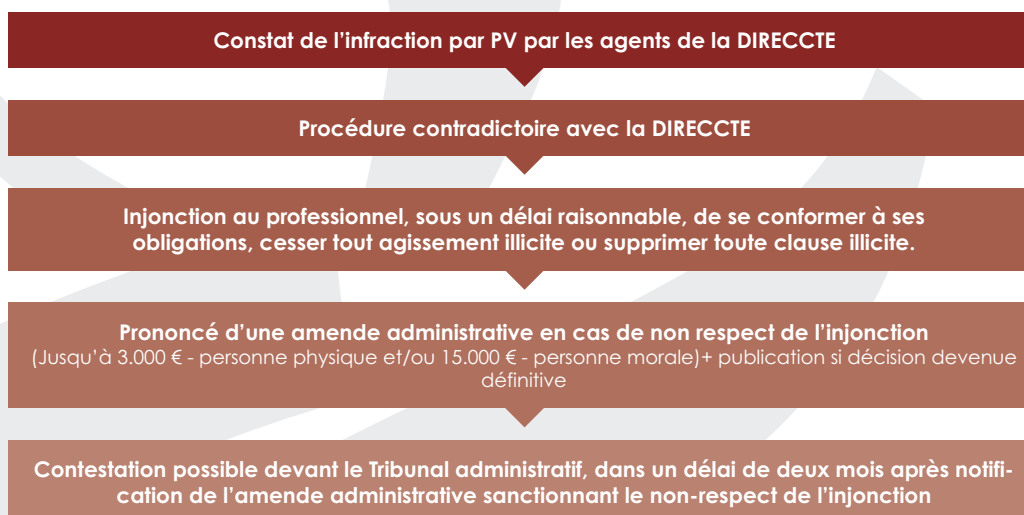 Constat de l’infraction par PV par les agents de la DIRECCTE
Procédure contradictoire avec la DIRECCTE
Injonction au professionnel, sous un délai raisonnable, de se conformer à ses
obligations, cesser tout agissement illicite ou supprimer toute clause illicite.
Prononcé d’une amende administrative en cas de non respect de l’injonction
(Jusqu’à 3.000 € - personne physique et/ou 15.000 € - personne morale)+ publication si décision devenue
définitive
Contestation possible devant le Tribunal administratif, dans un délai de deux mois après notifi-
cation de l’amende administrative sanctionnant le non-respect de l’injonction